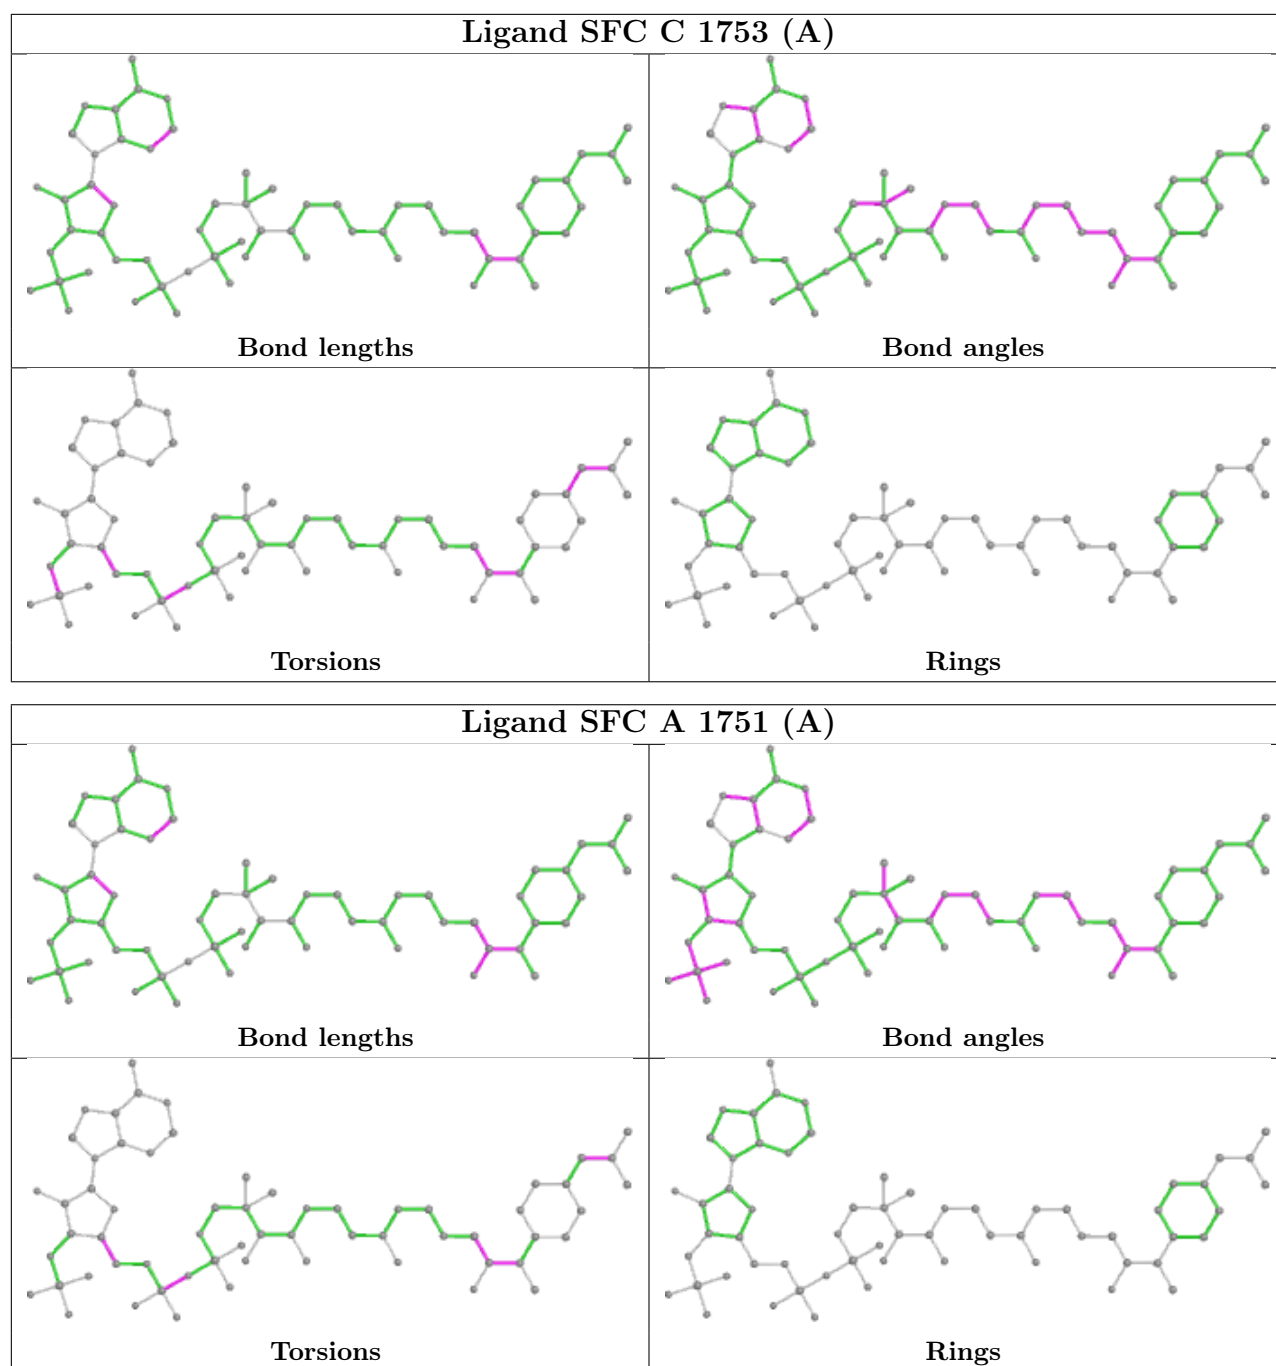 Ligand SFC C 1753 (A)
Bond lengths
Bond angles
Torsions
Rings
Ligand SFC A 1751 (A)
Bond lengths
Bond angles
Torsions
Rings